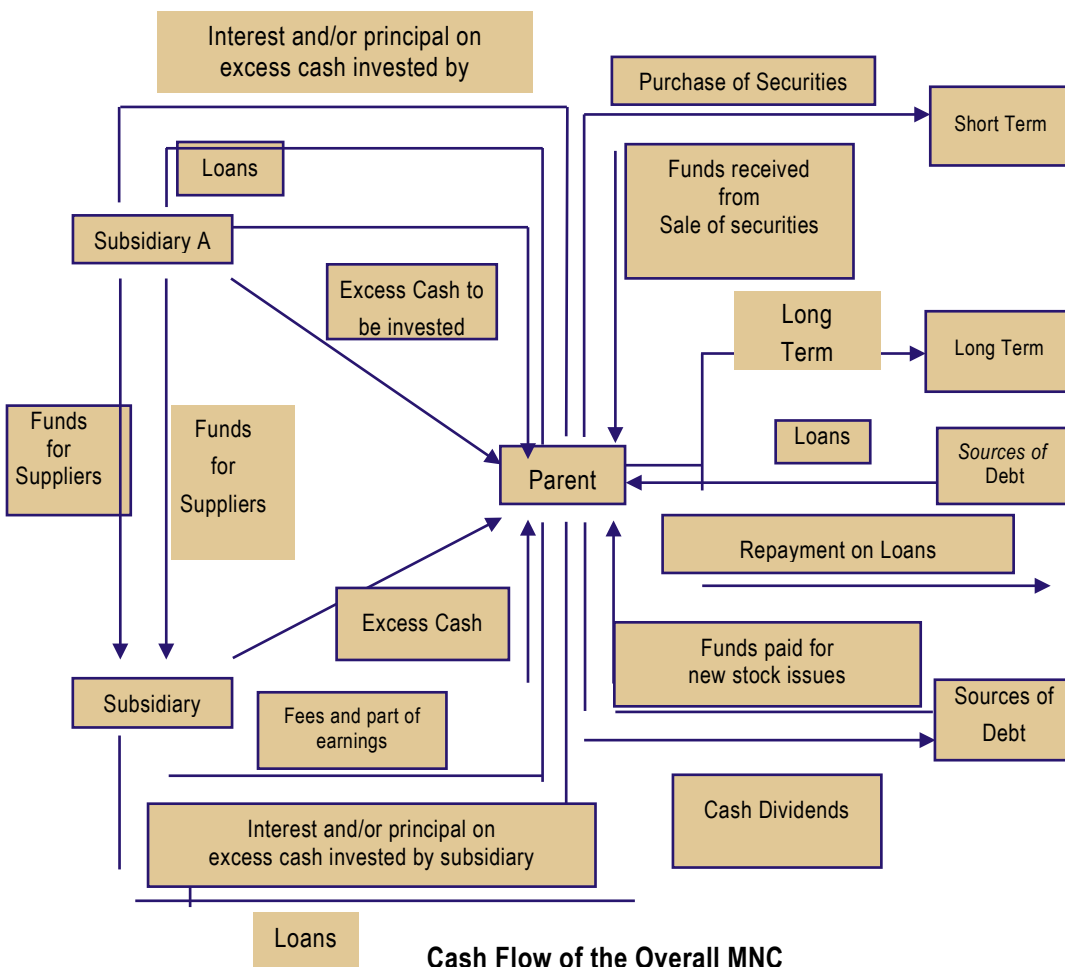 Interest and/or principal on
excess cash invested by
Purchase of Securities
Short Term
Loans
Funds received
from
Sale of securities
Subsidiary A
Excess Cash to
be invested
Long
Term
Long Term
Funds
for
Suppliers
Funds
for
Suppliers
Loans
Sources of
Debt
Parent
Repayment on Loans
Excess Cash
Funds paid for
new stock issues
Subsidiary
Fees and part of
earnings
Sources of
Debt
Cash Dividends
Interest and/or principal on
excess cash invested by subsidiary
Loans
Cash Flow of the Overall MNC